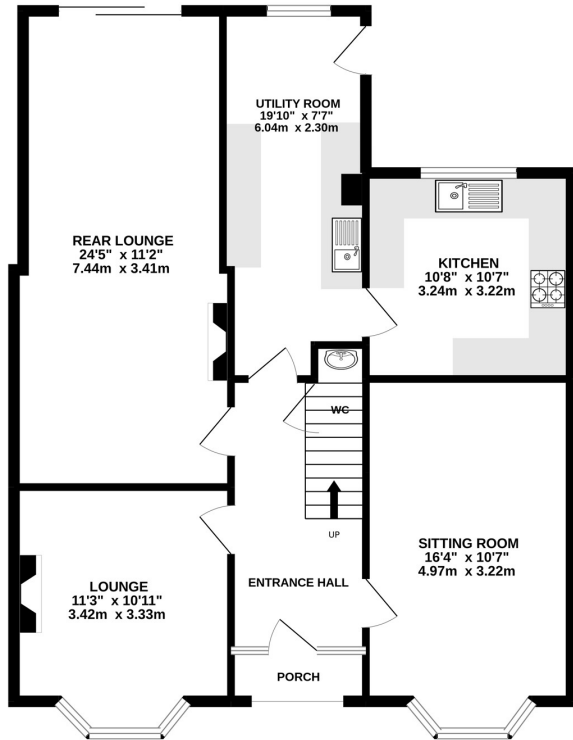 UTILITY ROOM
19'10" x 7'7"
6.04m x 2.30m
REAR LOUNGE
24'5" x 11'2"
7.44m x 3.41m
KITCHEN
10'8" x 10'7"
3.24m x 3.22m
WC
UP
SITTING ROOM
16'4" x 10'7"
4.97m x 3.22m
LOUNGE
11'3" x 10'11"
3.42m x 3.33m
ENTRANCE HALL
PORCH